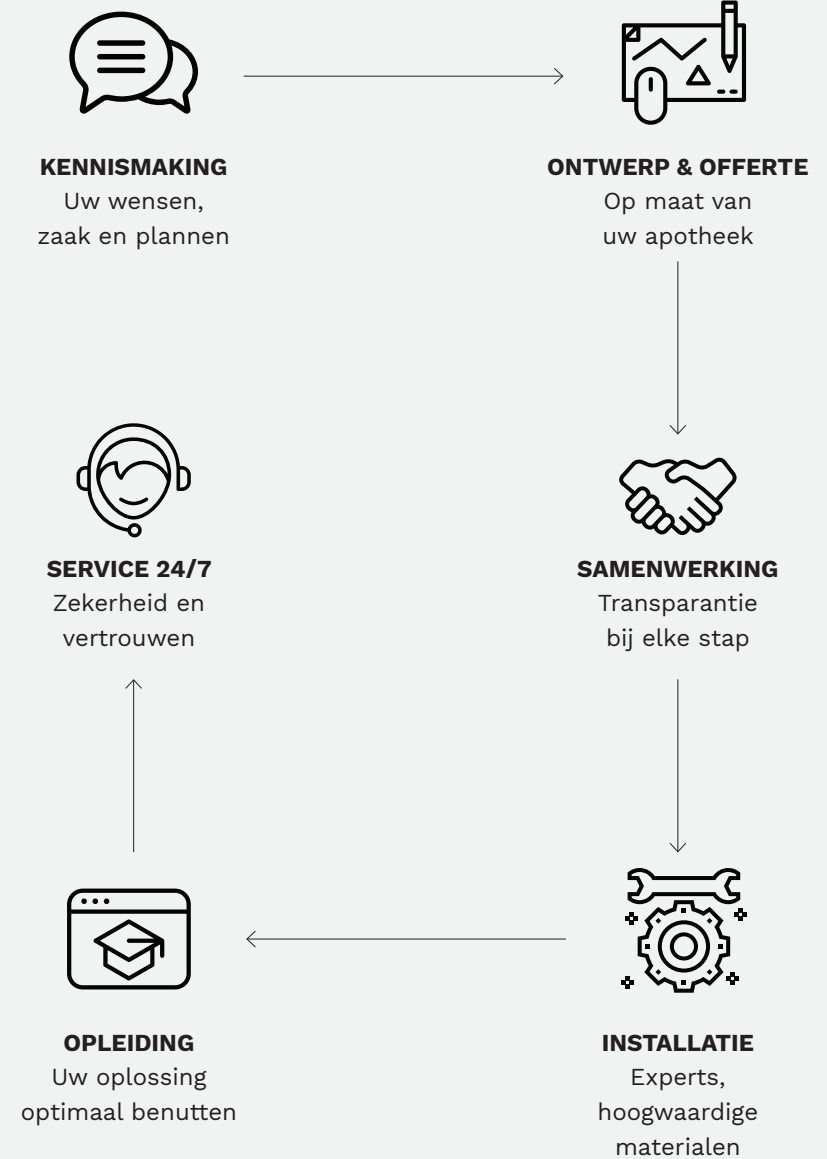 KENNISMAKING
Uw wensen,
zaak en plannen
ONTWERP & OFFERTE
Op maat van
uw apotheek
SAMENWERKING
Transparantie
bij elke stap
INSTALLATIE
Experts,
hoogwaardige
materialen
OPLEIDING
Uw oplossing
optimaal benutten
SERVICE 24/7
Zekerheid en
vertrouwen